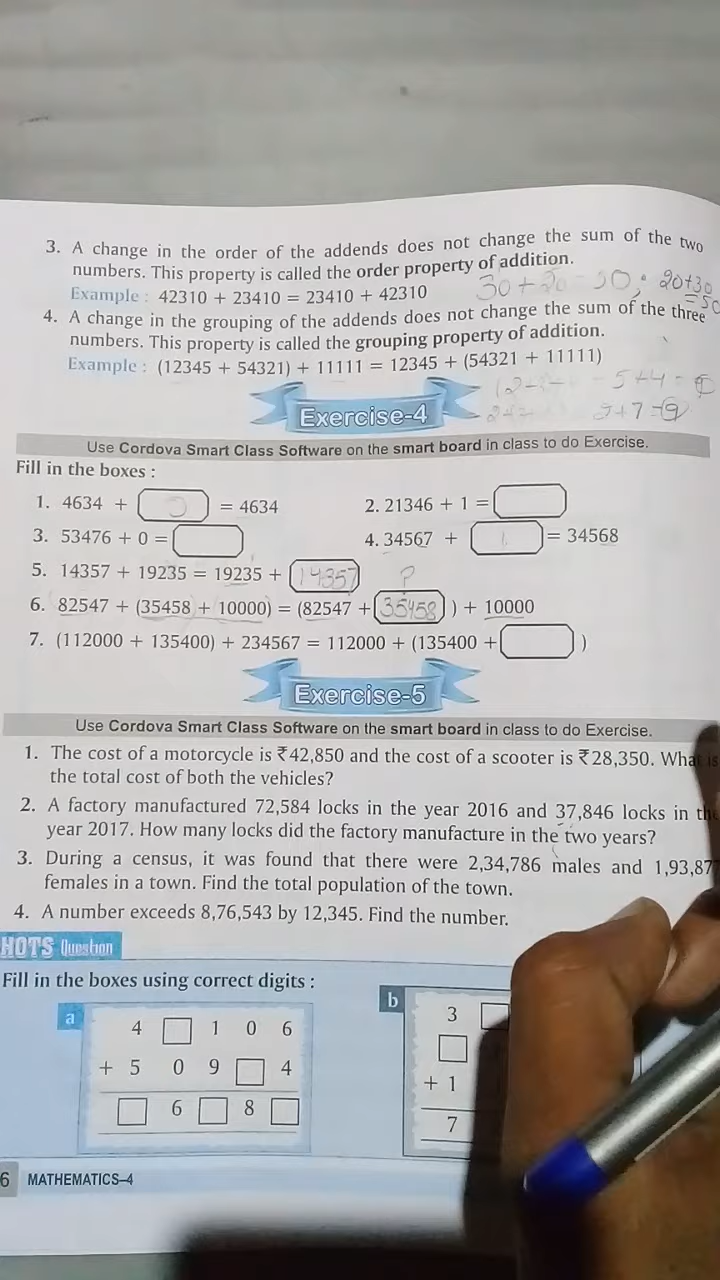 3. A change in the order of the addends does not change the sum of the two
numbers. This property is called the order property of addition.
Example : 42310 + 23410 = 23410 + 42310
30 + 20 = 50, 20+30
= 50
4. A change in the grouping of the addends does not change the sum of the three
numbers. This property is called the grouping property of addition.
Example : (12345 + 54321) + 11111 = 12345 + (54321 + 11111)
5+4 =
Exercise-4
Use Cordova Smart Class Software on the smart board in class to do Exercise.
Fill in the boxes :
1. 4634 + 0 = 4634 2. 21346 + 1 =
3. 53476 + 0 = 4. 34567 + 1 = 34568
5. 14357 + 19235 = 19235 + 14357 ?
6. 82547 + (35458 + 10000) = (82547 + 35458 ) + 10000
7. (112000 + 135400) + 234567 = 112000 + (135400 + )
Exercise-5
Use Cordova Smart Class Software on the smart board in class to do Exercise.
1. The cost of a motorcycle is ₹42,850 and the cost of a scooter is ₹28,350. What is
the total cost of both the vehicles?
2. A factory manufactured 72,584 locks in the year 2016 and 37,846 locks in the
year 2017. How many locks did the factory manufacture in the two years?
3. During a census, it was found that there were 2,34,786 males and 1,93,877
females in a town. Find the total population of the town.
4. A number exceeds 8,76,543 by 12,345. Find the number.
HOTS Question
Fill in the boxes using correct digits :
a
4 □ 1 0 6
+ 5 0 9 □ 4
□ 6 □ 8 □
b
3 □
□
+ 1
7
6 MATHEMATICS–4